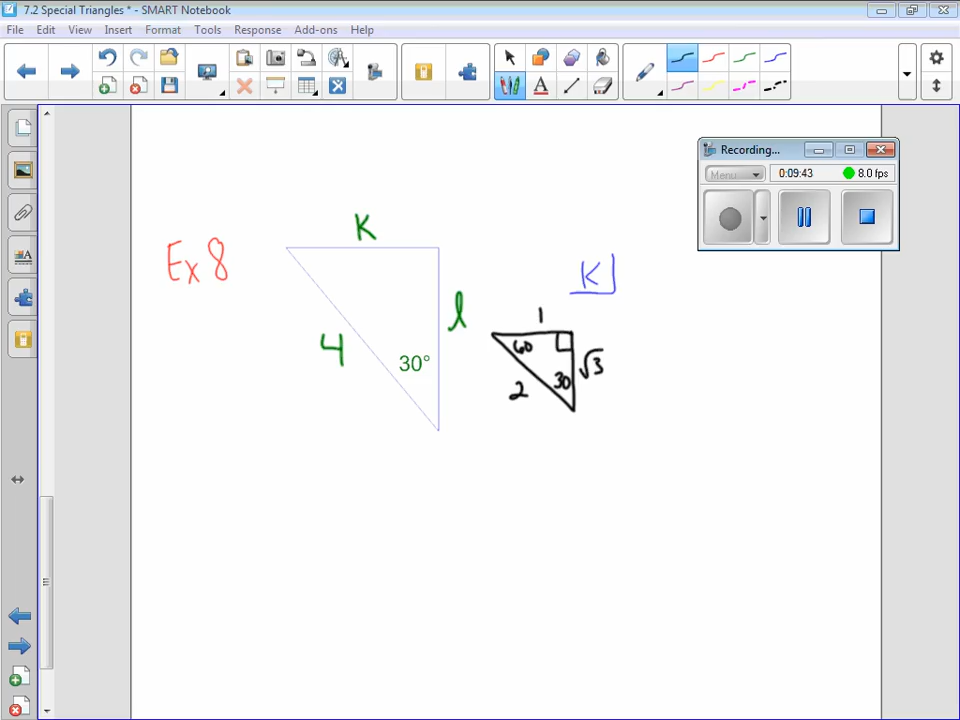 7.2 Special Triangles * - SMART Notebook
File Edit View Insert Format Tools Response Add-ons Help
Recording...
Menu 0:09:43 8.0 fps
Ex 8
K
l
4
30°
K
1
60
√3
2
30